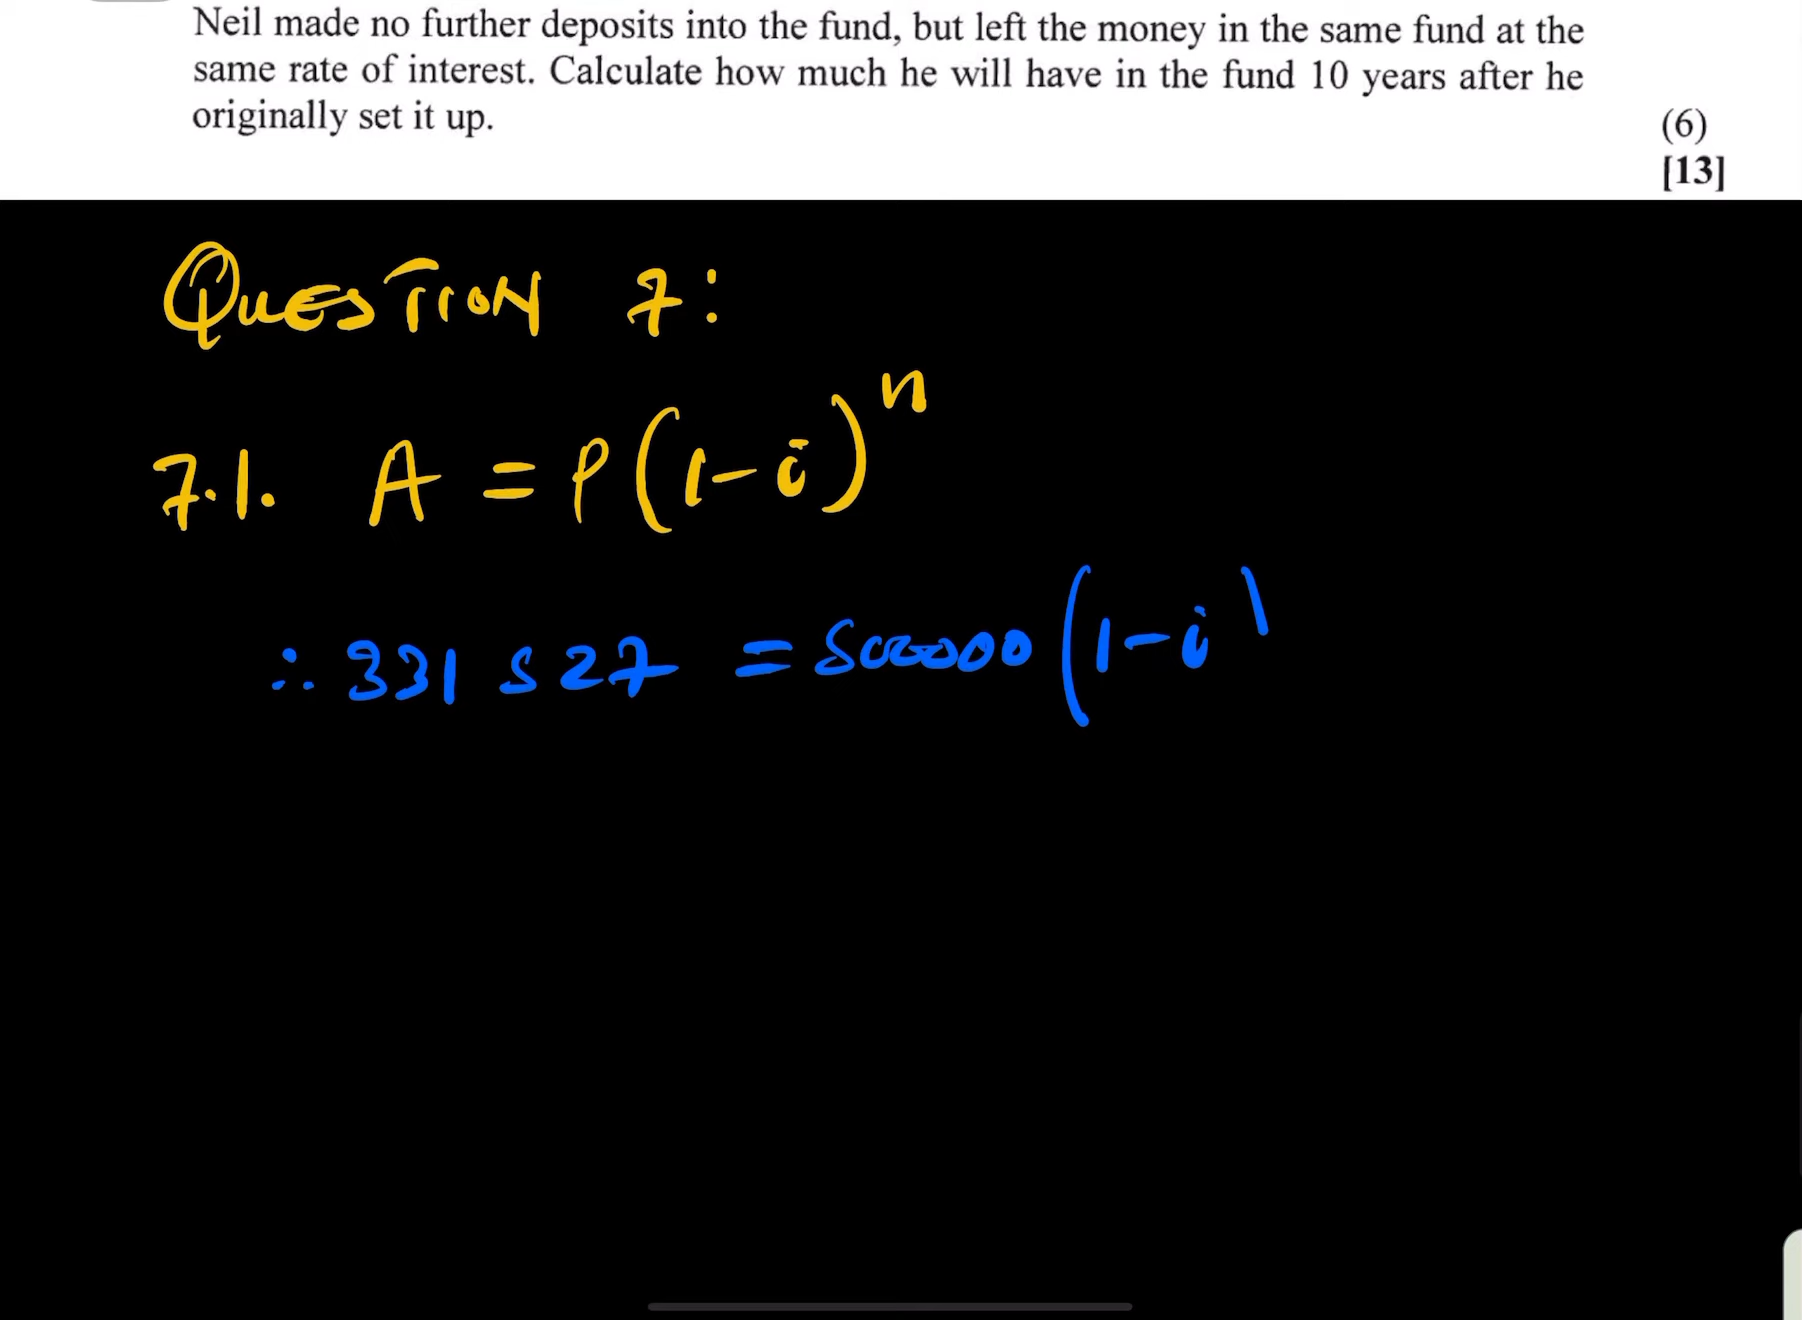 Neil made no further deposits into the fund, but left the money in the same fund at the
same rate of interest. Calculate how much he will have in the fund 10 years after he
originally set it up.
(6)
[13]
QUESTION 7:
7.1. A = P(1-i)^n
∴ 331 527 = 500000 (1-i)